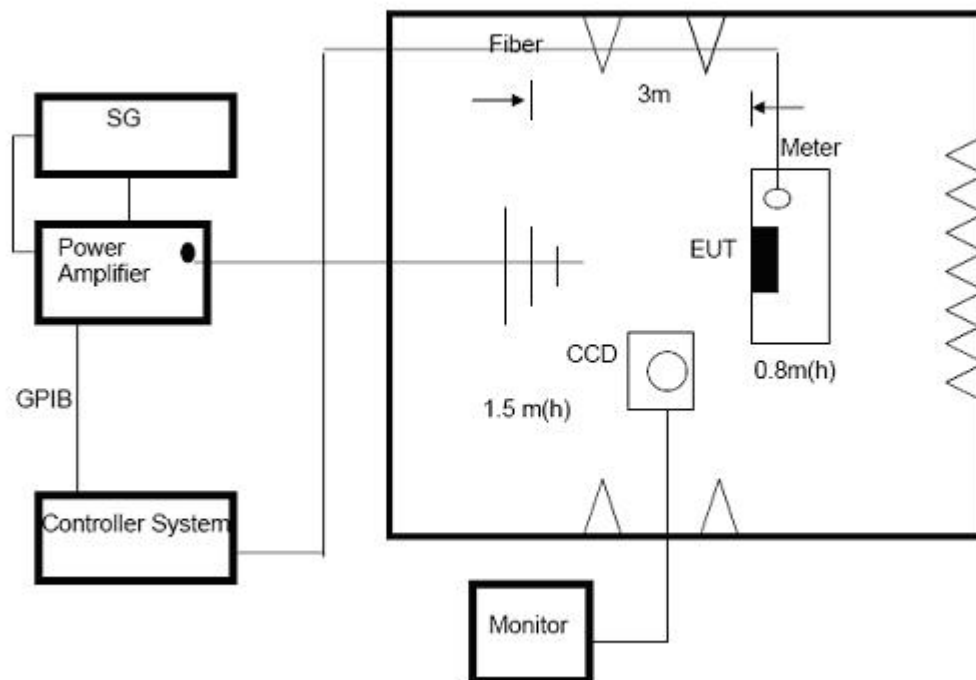 Fiber
3m
SG
Meter
Power
Amplifier
EUT
CCD
0.8m(h)
GPIB
1.5 m(h)
Controller System
Monitor